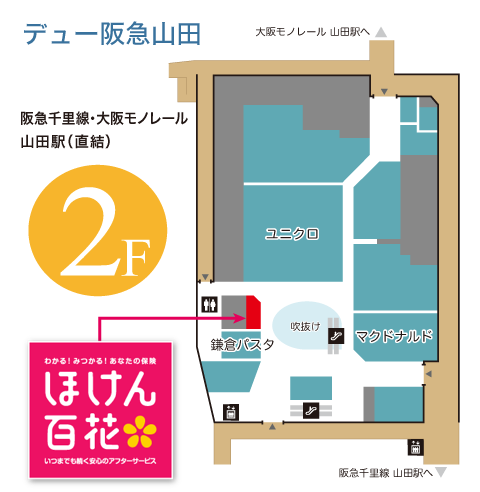 デュー阪急山田
大阪モノレール 山田駅へ
阪急千里線・大阪モノレール
山田駅（直結）
2F
ユニクロ
吹抜け
マクドナルド
鎌倉パスタ
わかる！みつかる！あなたの保険
ほけん
百花
いつまでも続く安心のアフターサービス
阪急千里線 山田駅へ